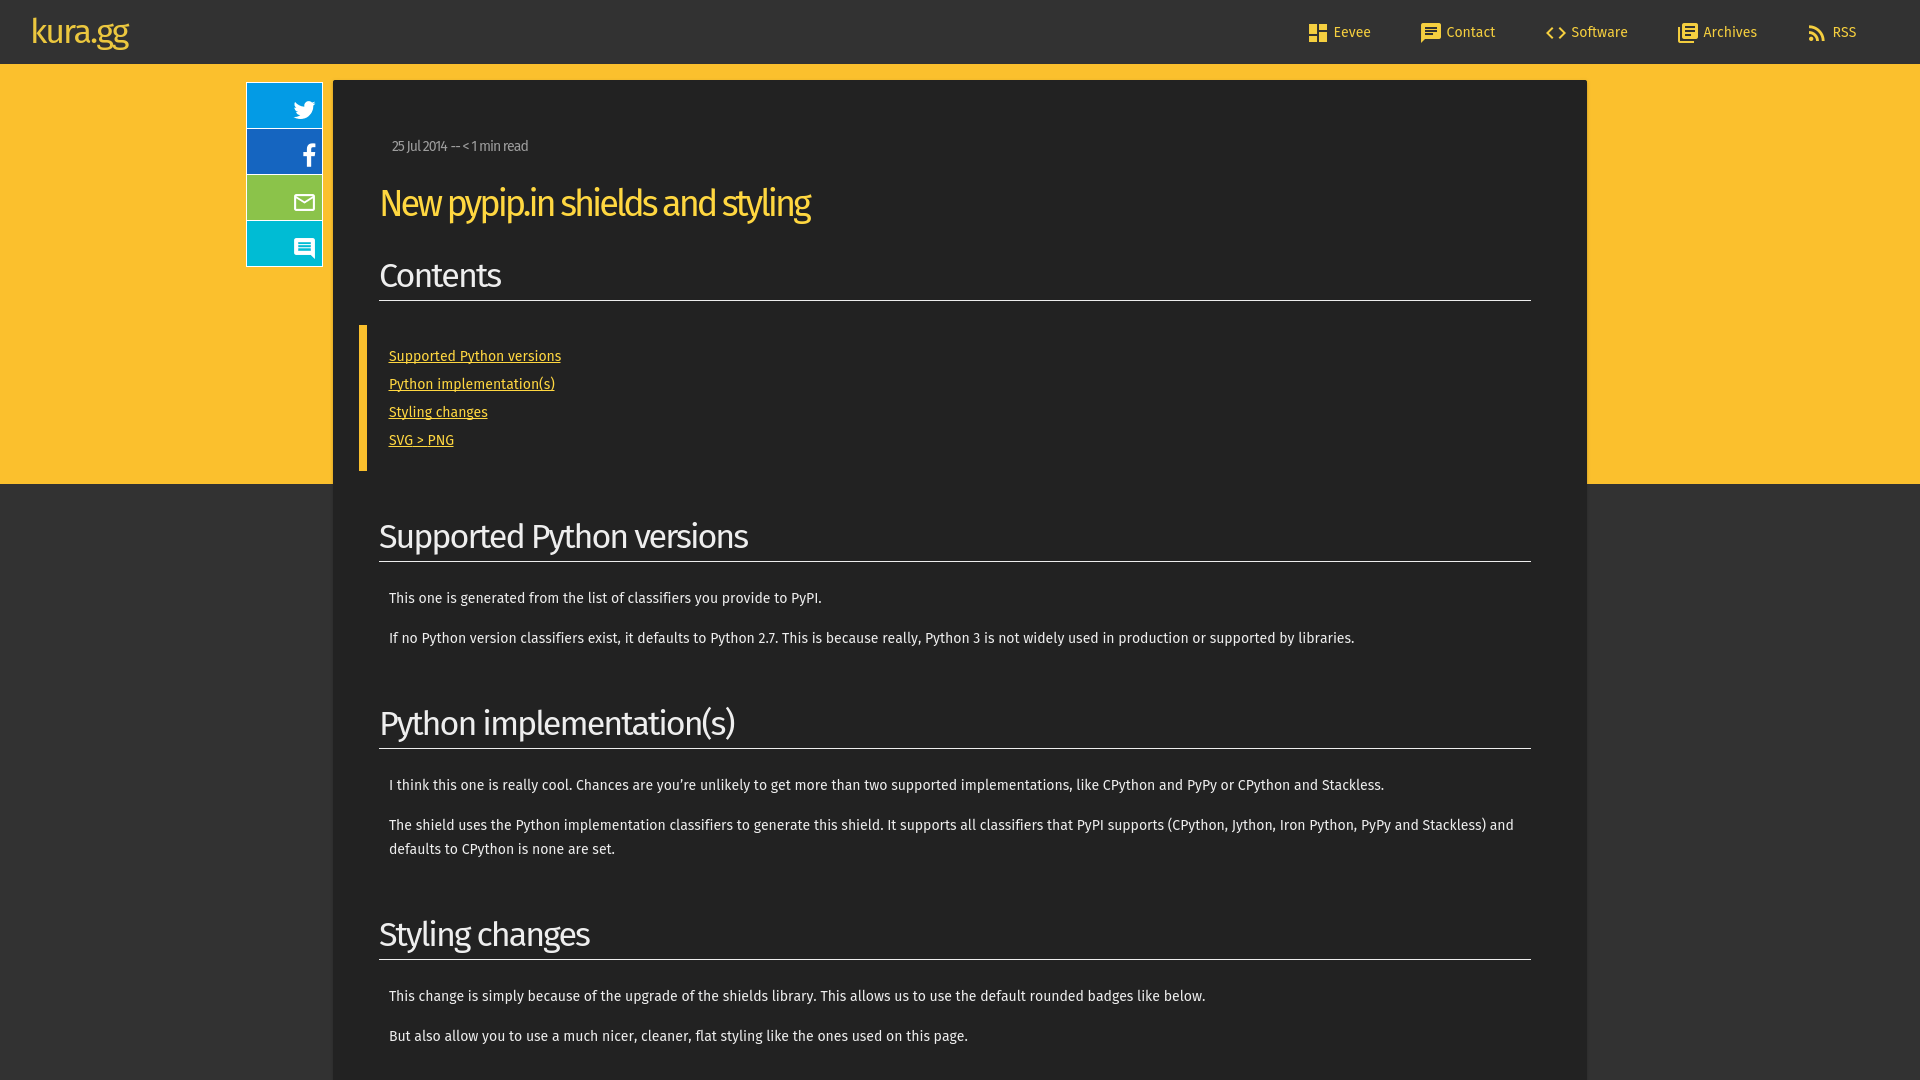 kura.gg
Eevee
Contact
Software
Archives
RSS
25 Jul 2014 -- < 1 min read
New pypip.in shields and styling
Contents
Supported Python versions
Python implementation(s)
Styling changes
SVG > PNG
Supported Python versions
This one is generated from the list of classifiers you provide to PyPI.
If no Python version classifiers exist, it defaults to Python 2.7. This is because really, Python 3 is not widely used in production or supported by libraries.
Python implementation(s)
I think this one is really cool. Chances are you’re unlikely to get more than two supported implementations, like CPython and PyPy or CPython and Stackless.
The shield uses the Python implementation classifiers to generate this shield. It supports all classifiers that PyPI supports (CPython, Jython, Iron Python, PyPy and Stackless) and
defaults to CPython is none are set.
Styling changes
This change is simply because of the upgrade of the shields library. This allows us to use the default rounded badges like below.
But also allow you to use a much nicer, cleaner, flat styling like the ones used on this page.